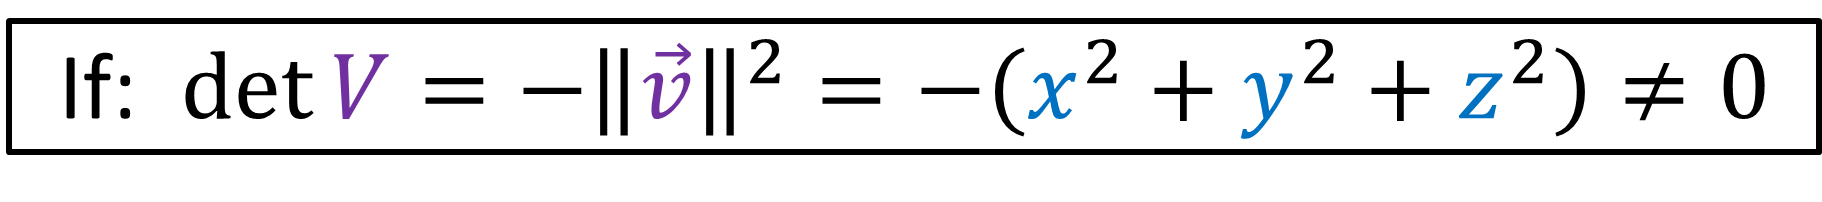 If: det V = −‖v⃗‖² = −(x² + y² + z²) ≠ 0